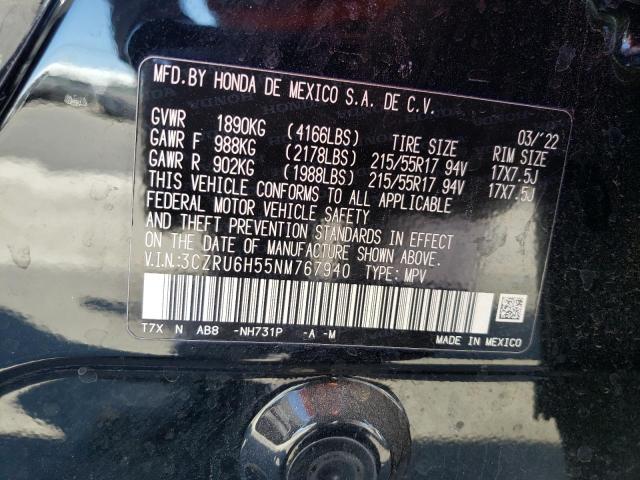 MFD.BY HONDA DE MEXICO S.A. DE C.V.
03/'22
GVWR 1890KG (4166LBS) TIRE SIZE RIM SIZE
GAWR F 988KG (2178LBS) 215/55R17 94V 17X7.5J
GAWR R 902KG (1988LBS) 215/55R17 94V 17X7.5J
THIS VEHICLE CONFORMS TO ALL APPLICABLE
FEDERAL MOTOR VEHICLE SAFETY
AND THEFT PREVENTION STANDARDS IN EFFECT
ON THE DATE OF MANUFACTURE SHOWN ABOVE.
V.I.N.:3CZRU6H55NM767940 TYPE: MPV
T7X N AB8 -NH731P -A -M
MADE IN MEXICO